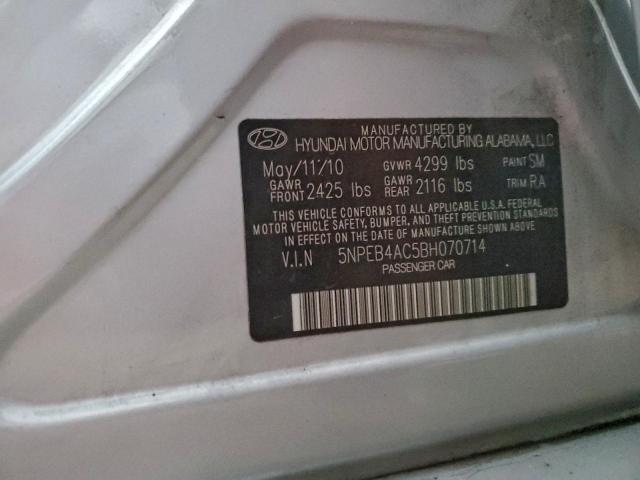 MANUFACTURED BY
HYUNDAI MOTOR MANUFACTURING ALABAMA, LLC
May/11/10 GVWR 4299 lbs PAINT SM
GAWR FRONT 2425 lbs GAWR REAR 2116 lbs TRIM RA
THIS VEHICLE CONFORMS TO ALL APPLICABLE U.S.A. FEDERAL
MOTOR VEHICLE SAFETY, BUMPER, AND THEFT PREVENTION STANDARDS
IN EFFECT ON THE DATE OF MANUFACTURE SHOWN ABOVE.
V.I.N 5NPEB4AC5BH070714
PASSENGER CAR